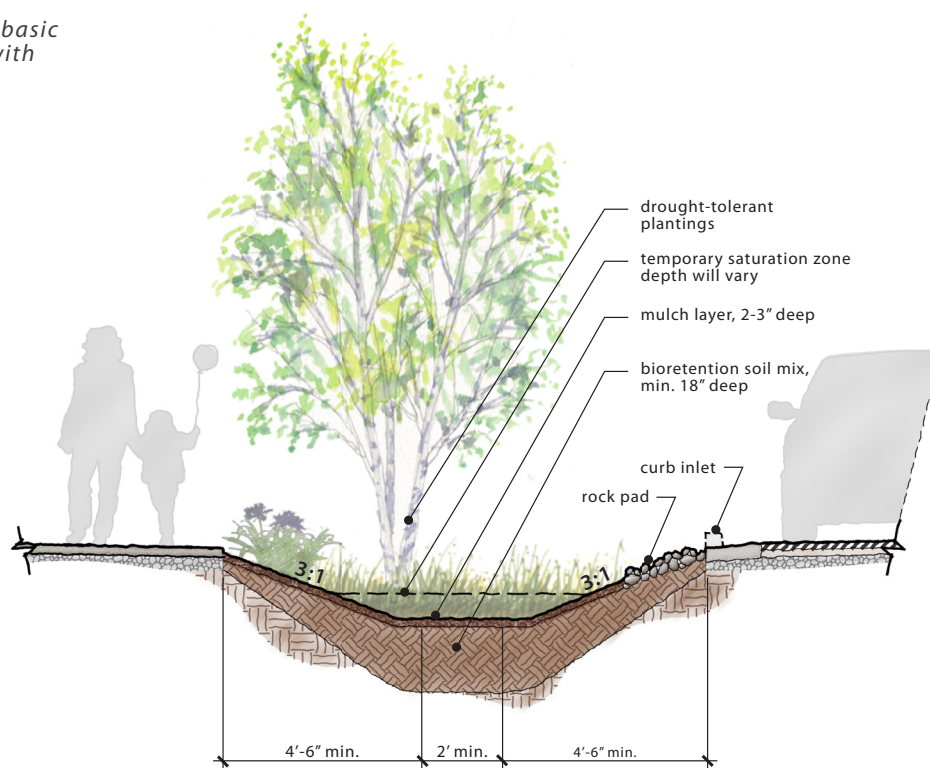 basic
with
drought-tolerant
plantings
temporary saturation zone
depth will vary
mulch layer, 2-3” deep
bioretention soil mix,
min. 18” deep
curb inlet
rock pad
3:1
3:1
4’-6” min.
2’ min.
4’-6” min.